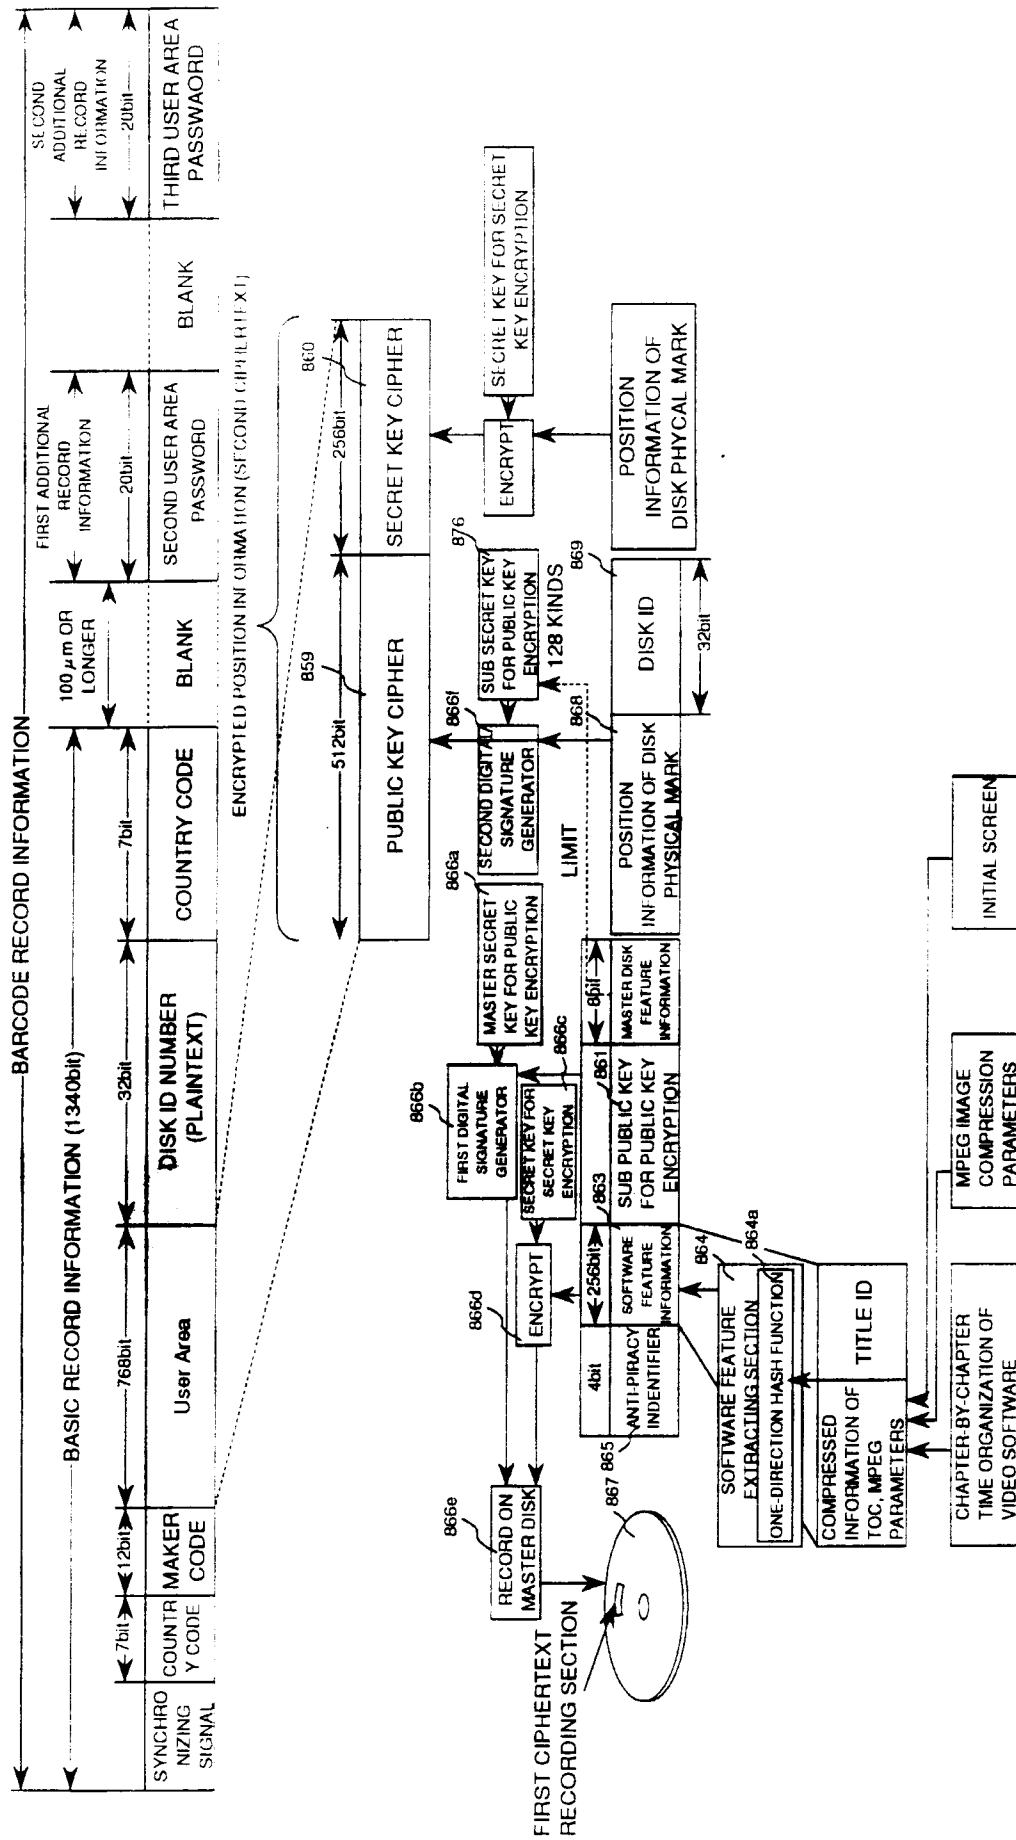 BARCODE RECORD INFORMATION
BASIC RECORD INFORMATION (1340bit)
7bit
12bit
768bit
32bit
7bit
100 μm OR
LONGER
FIRST ADDITIONAL
RECORD
INFORMATION
20bit
SECOND
ADDITIONAL
RECORD
INFORMATION
20bit
SYNCHRO
NIZING
SIGNAL
COUNTR
Y CODE
MAKER
CODE
User Area
DISK ID NUMBER
(PLAINTEXT)
COUNTRY CODE
BLANK
SECOND USER AREA
PASSWORD
BLANK
THIRD USER AREA
PASSWAORD
ENCRYPTED POSITION INFORMATION (SECOND CIPHERTEXT)
859
860
512bit
256bit
PUBLIC KEY CIPHER
SECRET KEY CIPHER
866b
866a
866f
876
FIRST DIGITAL
SIGNATURE
GENERATOR
MASTER SECRET
KEY FOR PUBLIC
KEY ENCRYPTION
SECOND DIGITAL
SIGNATURE
GENERATOR
SUB SECRET KEY
FOR PUBLIC KEY
ENCRYPTION
128 KINDS
ENCRYPT
SECRET KEY FOR SECRET
KEY ENCRYPTION
866e
RECORD ON
MASTER DISK
866d
ENCRYPT
866c
SECRET KEY FOR
SECRET KEY
ENCRYPTION
LIMIT
FIRST CIPHERTEXT
RECORDING SECTION
867
865
4bit
256bit
863
861
8bit
868
869
ANTI-PIRACY
INDENTIFIER
SOFTWARE
FEATURE
INFORMATION
SUB PUBLIC KEY
FOR PUBLIC KEY
ENCRYPTION
MASTER DISK
FEATURE
INFORMATION
POSITION
INFORMATION OF DISK
PHYSICAL MARK
DISK ID
32bit
POSITION
INFORMATION OF
DISK PHYCAL MARK
864
864a
SOFTWARE FEATURE
EXTRACTING SECTION
ONE-DIRECTION HASH FUNCTION
COMPRESSED
INFORMATION OF
TOC, MPEG
PARAMETERS
TITLE ID
CHAPTER-BY-CHAPTER
TIME ORGANIZATION OF
VIDEO SOFTWARE
MPEG IMAGE
COMPRESSION
PARAMETERS
INITIAL SCREEN